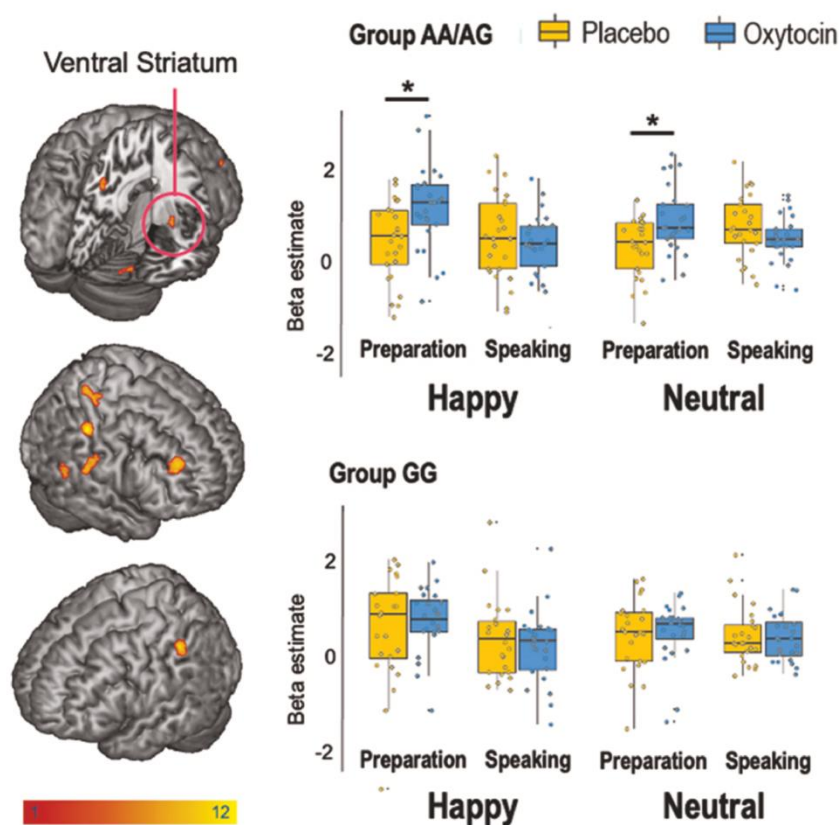 Group AA/AG Placebo Oxytocin
Ventral Striatum
* *
Beta estimate
2
0
-2
Preparation Speaking Preparation Speaking
Happy Neutral
Group GG
Beta estimate
2
0
-2
Preparation Speaking Preparation Speaking
Happy Neutral
1 12